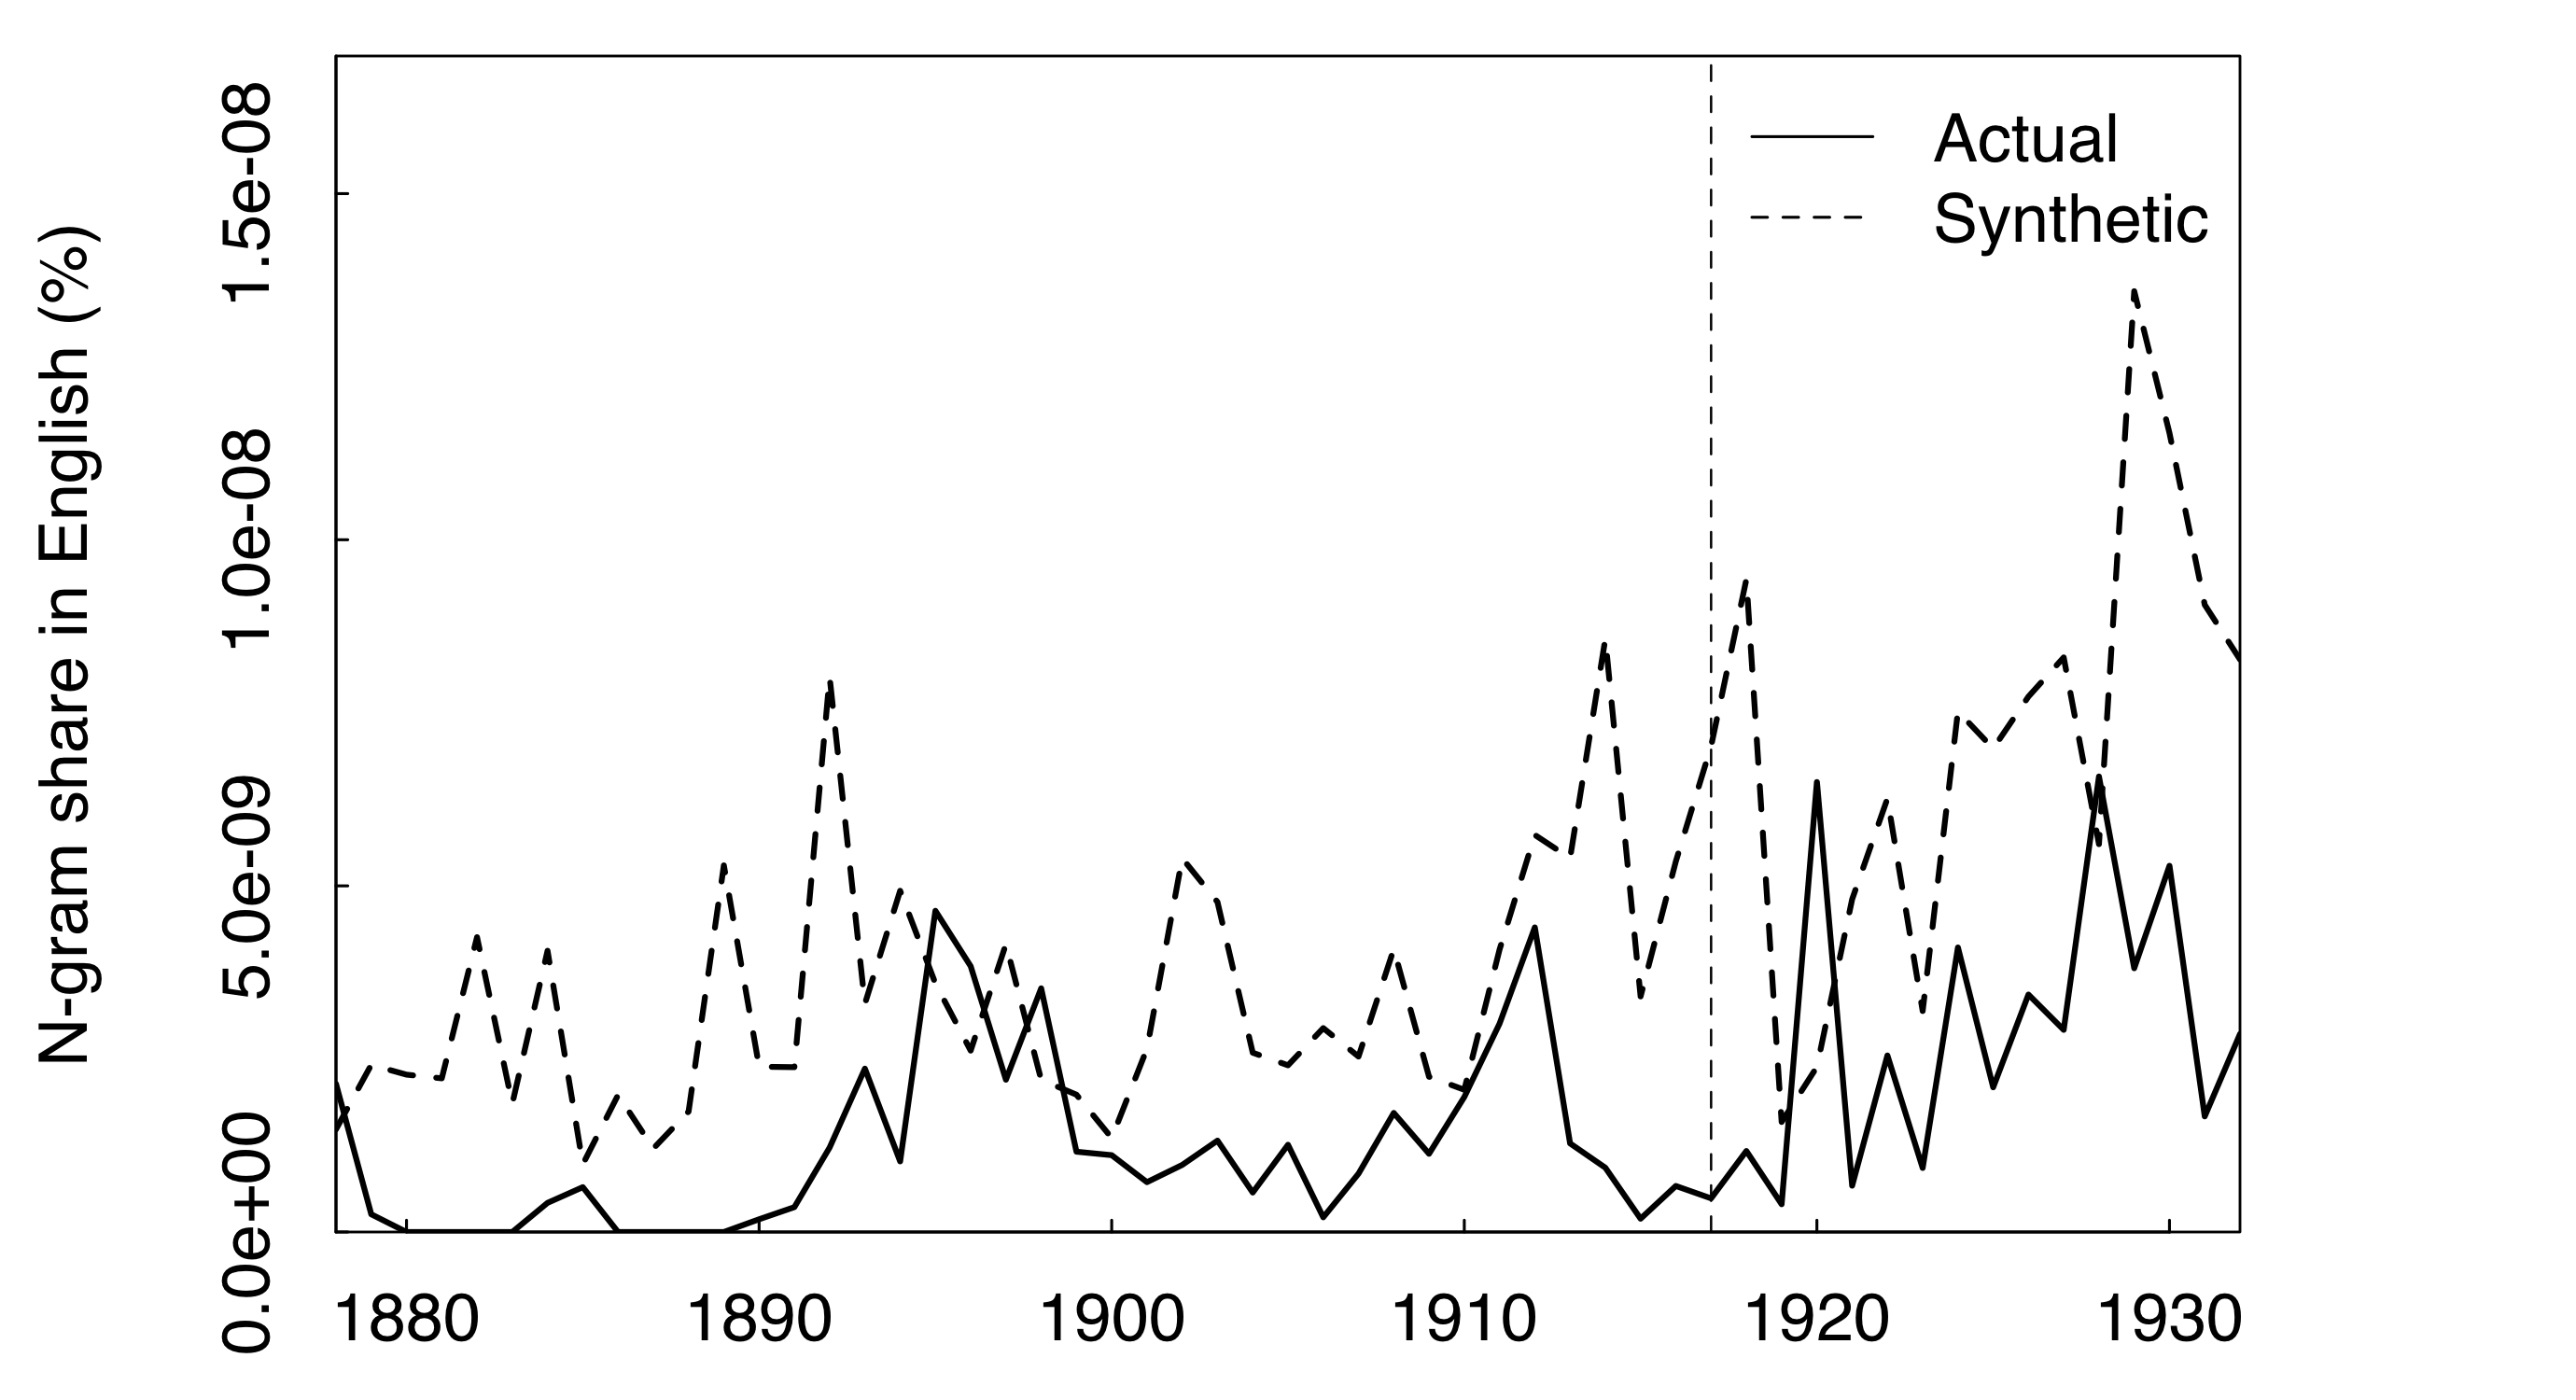 N-gram share in English (%)
1.5e-08
1.0e-08
5.0e-09
0.0e+00
Actual
Synthetic
1880 1890 1900 1910 1920 1930